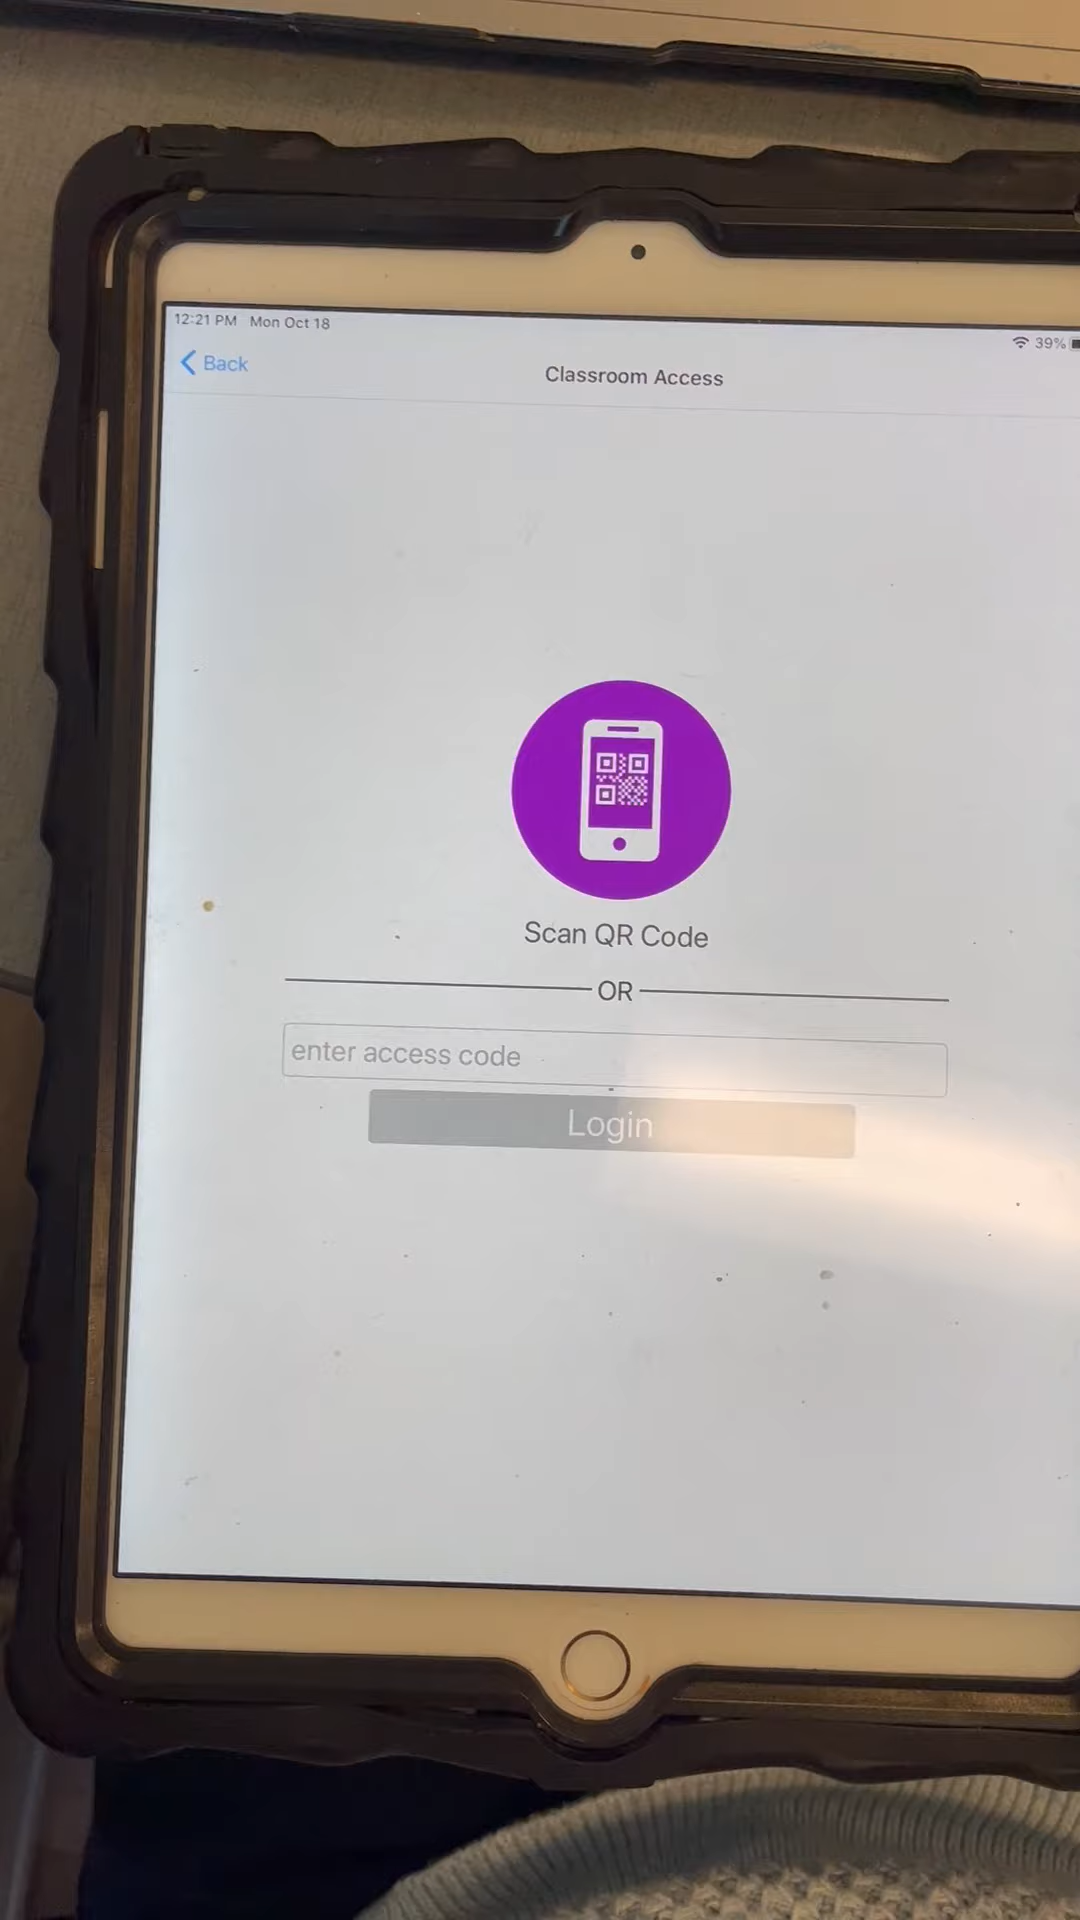 12:21 PM Mon Oct 18
39%
Back
Classroom Access
Scan QR Code
OR
enter access code
Login